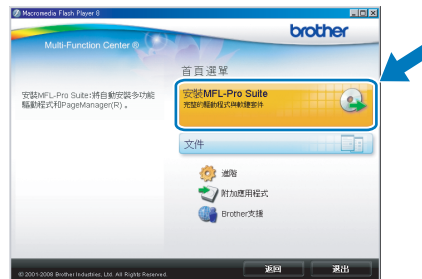 Macromedia Flash Player 8
brother
Multi-Function Center ®
首頁選單
安裝MFL-Pro Suite:將自動安裝多功能
驅動程式和PageManager(R) 。
安裝MFL-Pro Suite
完整的驅動程式與軟體套件
文件
進階
附加應用程式
Brother支援
© 2001-2008 Brother Industries, Ltd. All Rights Reserved.
返回
退出